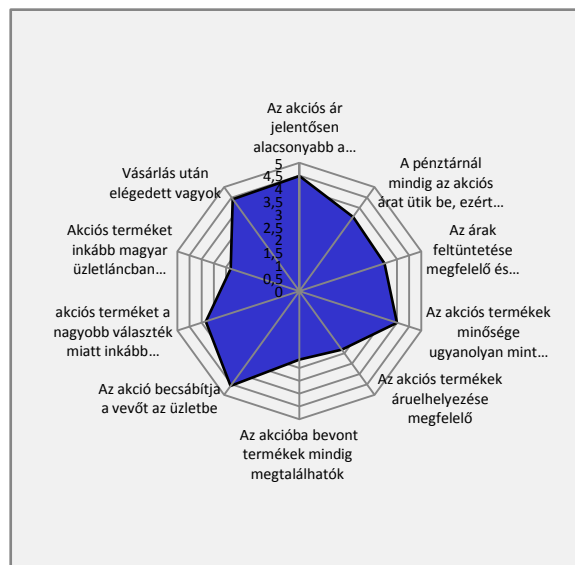 Az akciós ár
jelentősen
alacsonyabb a...
A pénztárnál
mindig az akciós
árat ütik be, ezért...
Az árak
feltüntetése
megfelelő és...
Az akciós termékek
minősége
ugyanolyan mint...
Az akciós termékek
áruelhelyezése
megfelelő
Az akcióba bevont
termékek mindig
megtalálhatók
Az akció becsábítja
a vevőt az üzletbe
akciós terméket a
nagyobb választék
miatt inkább...
Akciós terméket
inkább magyar
üzletláncban...
Vásárlás után
elégedett vagyok
5
4,5
4
3,5
3
2,5
2
1,5
1
0,5
0